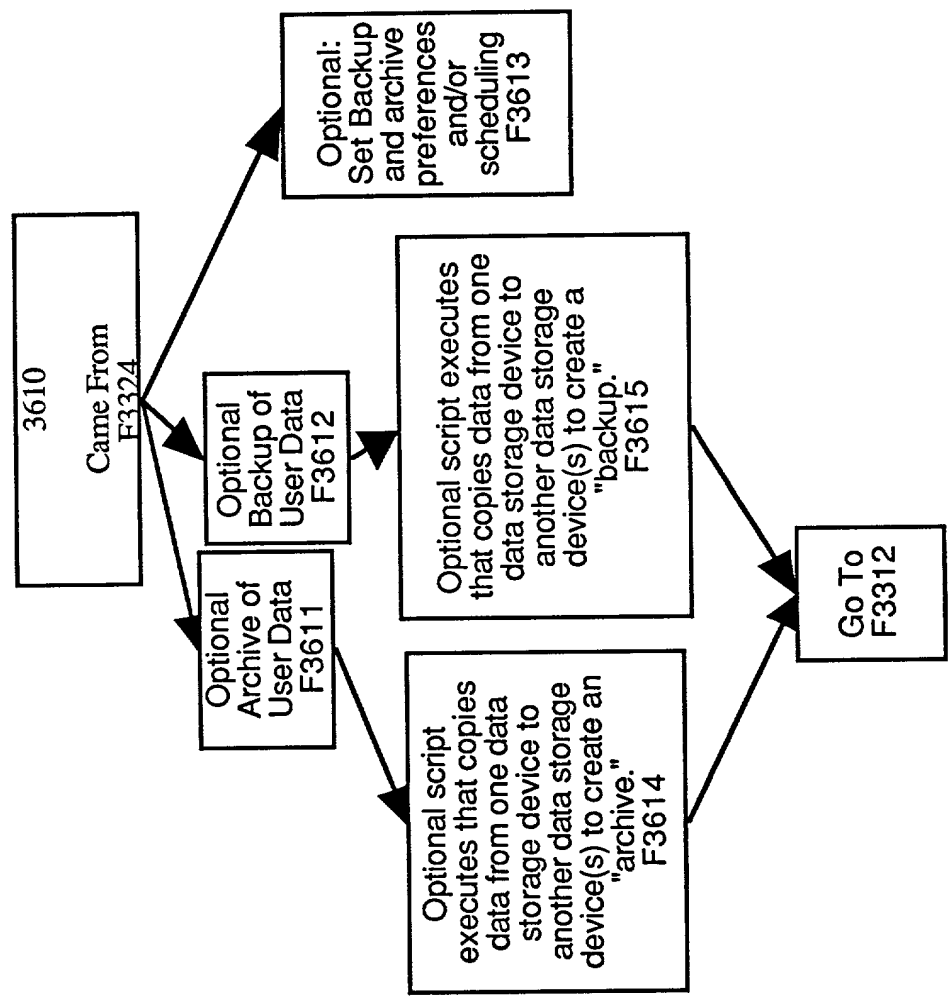 3610
Came From
F3324
Optional
Archive of
User Data
F3611
Optional
Backup of
User Data
F3612
Optional:
Set Backup
and archive
preferences
and/or
scheduling
F3613
Optional script
executes that copies
data from one data
storage device to
another data storage
device(s) to create an
"archive."
F3614
Optional script executes
that copies data from one
data storage device to
another data storage
device(s) to create a
"backup."
F3615
Go To
F3312